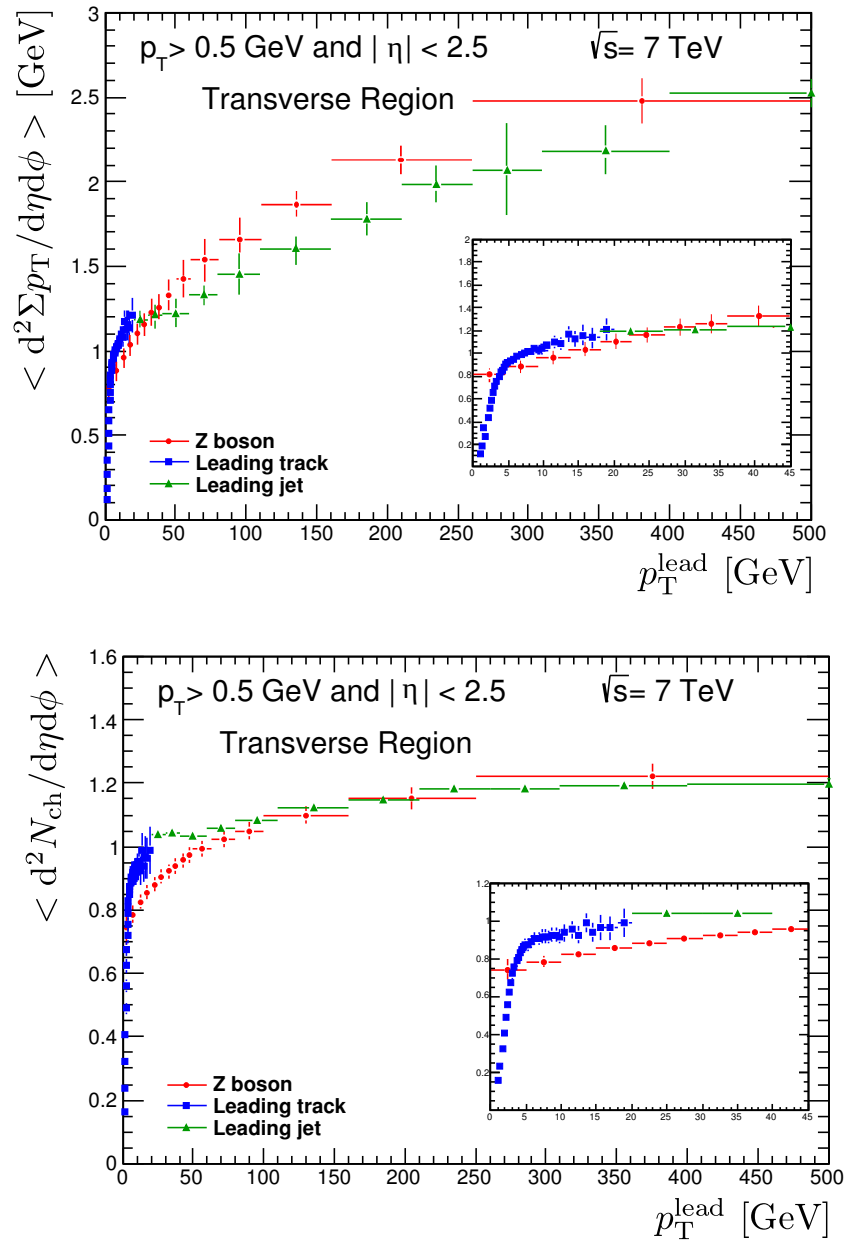 < d²Σp_T/dηdφ > [GeV]
p_T> 0.5 GeV and | η| < 2.5 √s= 7 TeV
Transverse Region
3
2.5
2
1.5
1
0.5
0
2
1.8
1.6
1.4
1.2
1
0.8
0.6
0.4
0.2
0 5 10 15 20 25 30 35 40 45
Z boson
Leading track
Leading jet
0 50 100 150 200 250 300 350 400 450 500
p_T^lead [GeV]
< d²N_ch/dηdφ >
p_T> 0.5 GeV and | η| < 2.5 √s= 7 TeV
Transverse Region
1.6
1.4
1.2
1
0.8
0.6
0.4
0.2
0
1.2
1
0.8
0.6
0.4
0.2
0 5 10 15 20 25 30 35 40 45
Z boson
Leading track
Leading jet
0 50 100 150 200 250 300 350 400 450 500
p_T^lead [GeV]